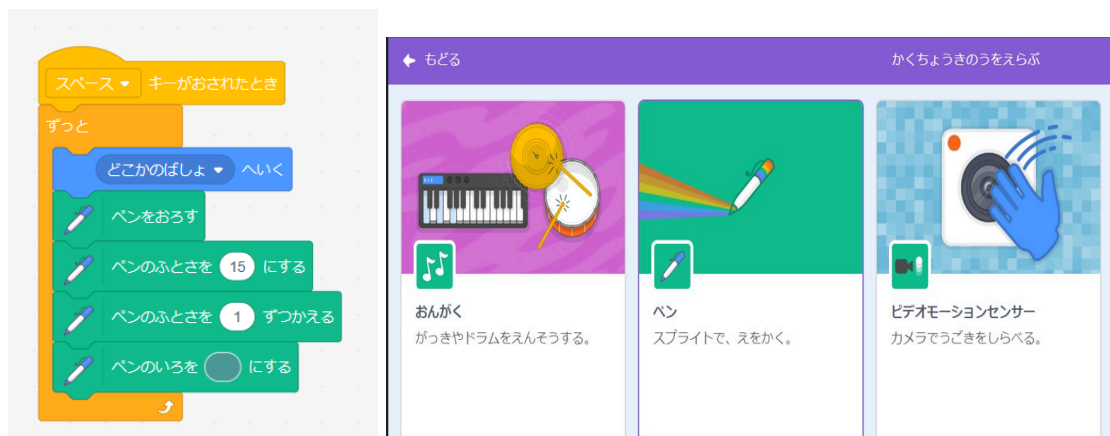 スペース キーがおされたとき
ずっと
どこかのばしょ へいく
ペンをおろす
ペンのふとさを 15 にする
ペンのふとさを 1 ずつかえる
ペンのいろを にする
もどる
かくちょうきのうをえらぶ
おんがく
がっきやドラムをえんそうする。
ペン
スプライトで、えをかく。
ビデオモーションセンサー
カメラでうごきをしらべる。